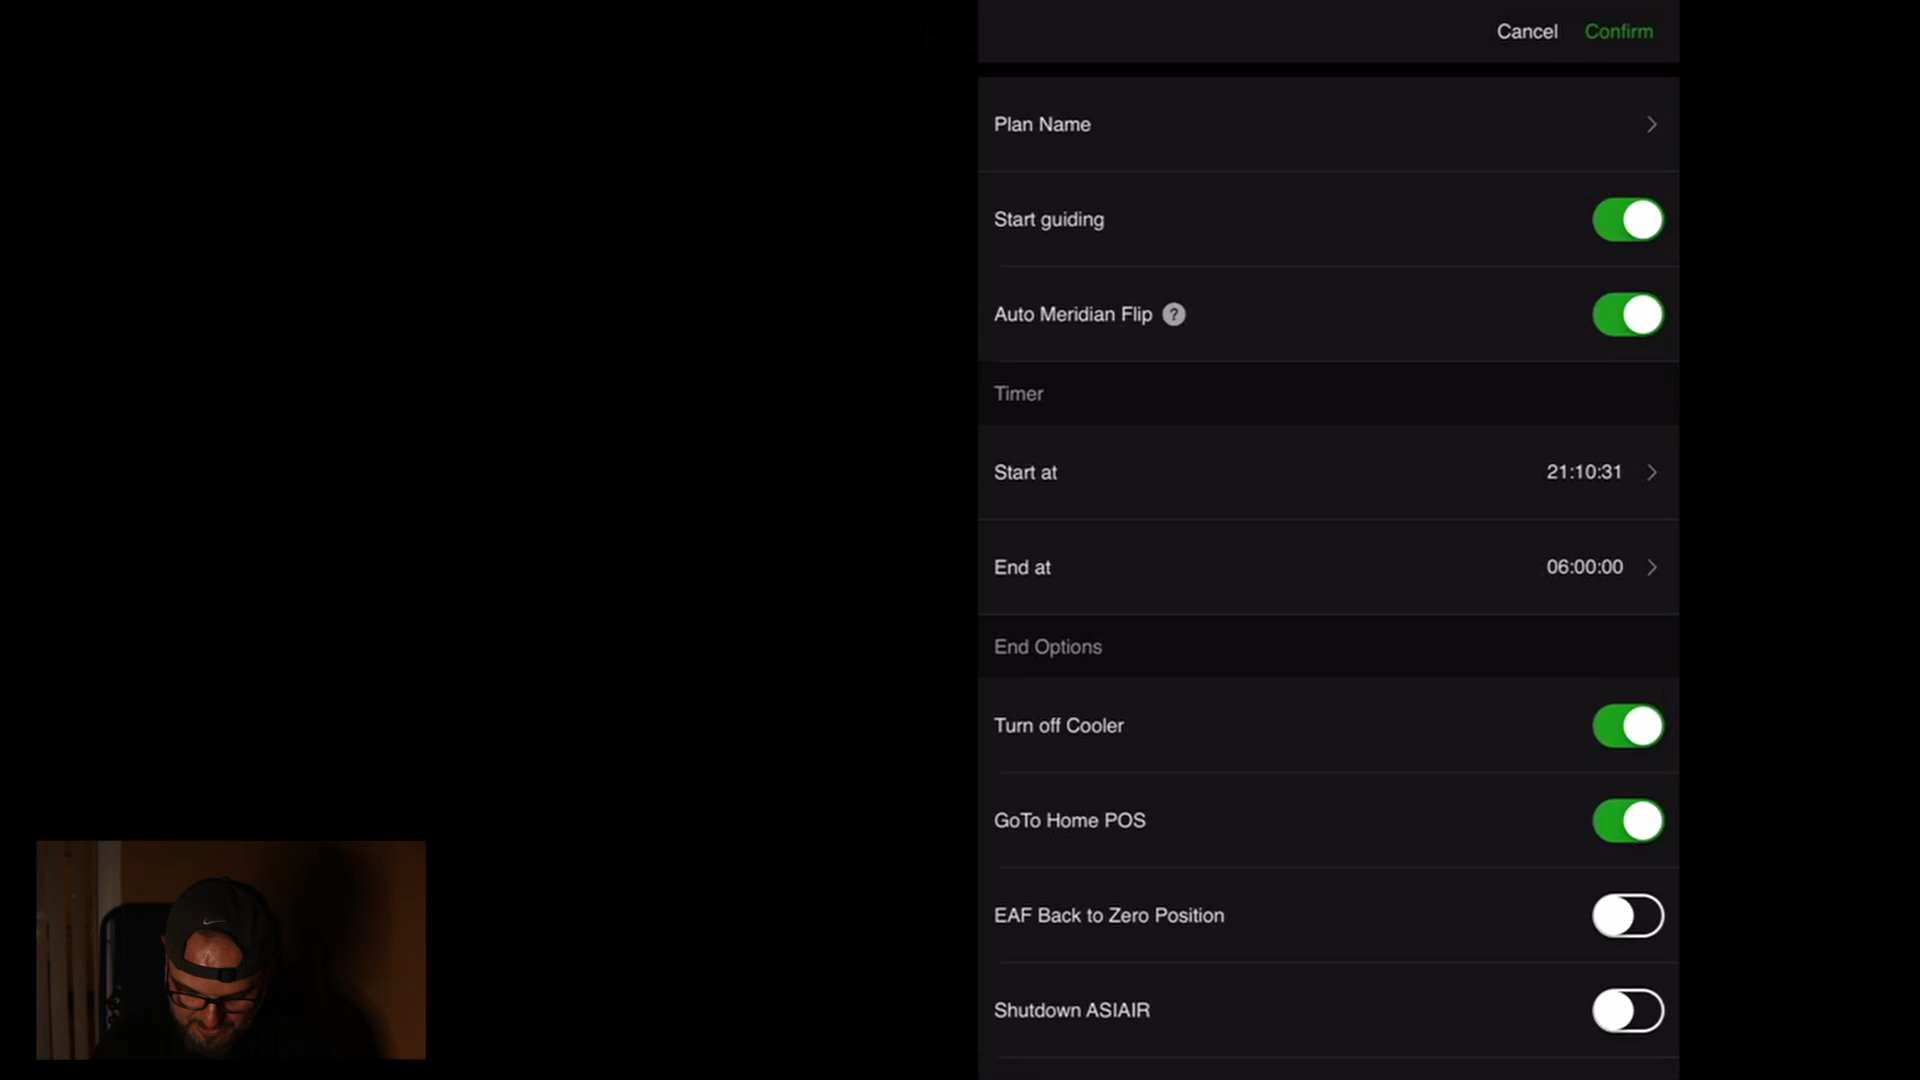 Cancel Confirm
Plan Name
Start guiding
Auto Meridian Flip ?
Timer
Start at 21:10:31
End at 06:00:00
End Options
Turn off Cooler
GoTo Home POS
EAF Back to Zero Position
Shutdown ASIAIR